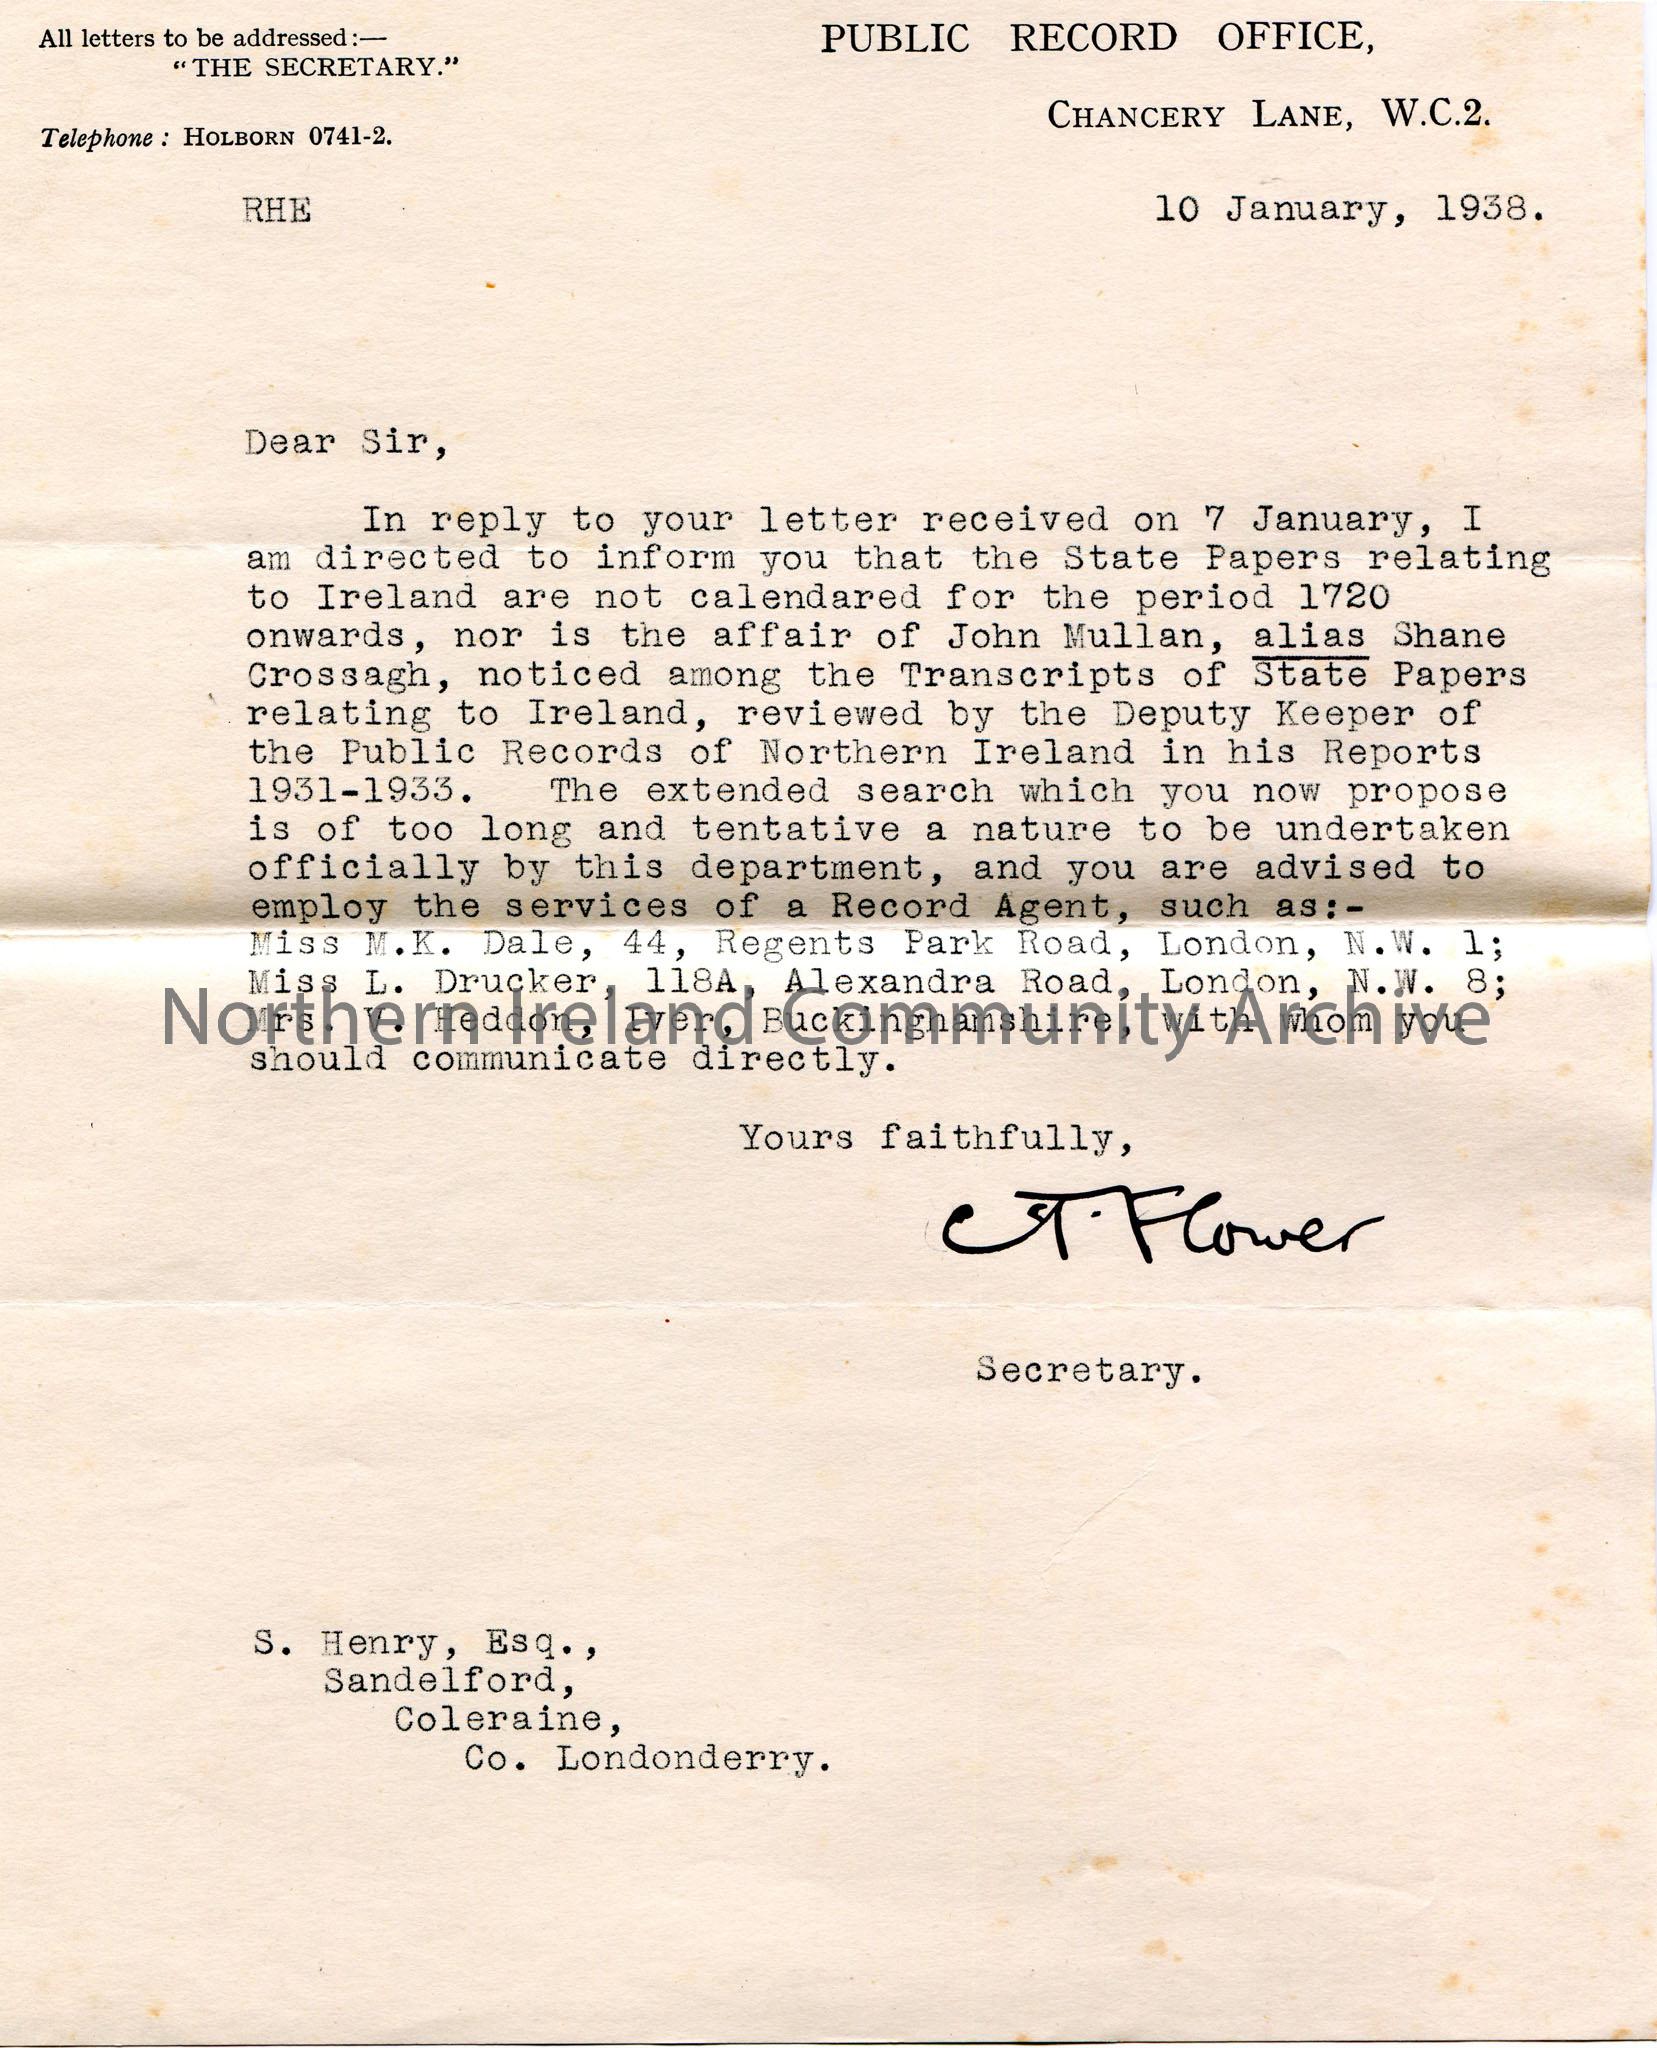 All letters to be addressed:—
“THE SECRETARY.”
Telephone : HOLBORN 0741-2.
PUBLIC RECORD OFFICE,
CHANCERY LANE, W.C.2.
RHE
10 January, 1938.
Dear Sir,
In reply to your letter received on 7 January, I
am directed to inform you that the State Papers relating
to Ireland are not calendared for the period 1720
onwards, nor is the affair of John Mullan, alias Shane
Crossagh, noticed among the Transcripts of State Papers
relating to Ireland, reviewed by the Deputy Keeper of
the Public Records of Northern Ireland in his Reports
1931-1933. The extended search which you now propose
is of too long and tentative a nature to be undertaken
officially by this department, and you are advised to
employ the services of a Record Agent, such as:-
Miss M.K. Dale, 44, Regents Park Road, London, N.W. 1;
Miss L. Drucker, 118A, Alexandra Road, London, N.W. 8;
Mrs. V. Heddon, Iver, Buckinghamshire, with whom you
should communicate directly.
Northern Ireland Community Archive
Yours faithfully,
C T. Flower
Secretary.
S. Henry, Esq.,
Sandelford,
Coleraine,
Co. Londonderry.